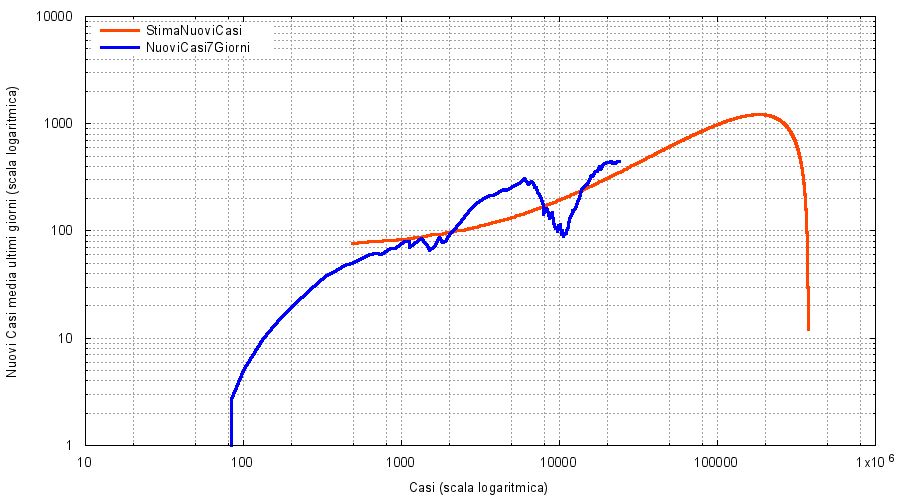 10000
1000
100
10
1
StimaNuoviCasi
NuoviCasi7Giorni
Nuovi Casi media ultimi giorni (scala logaritmica)
10 100 1000 10000 100000 1x10 6
Casi (scala logaritmica)